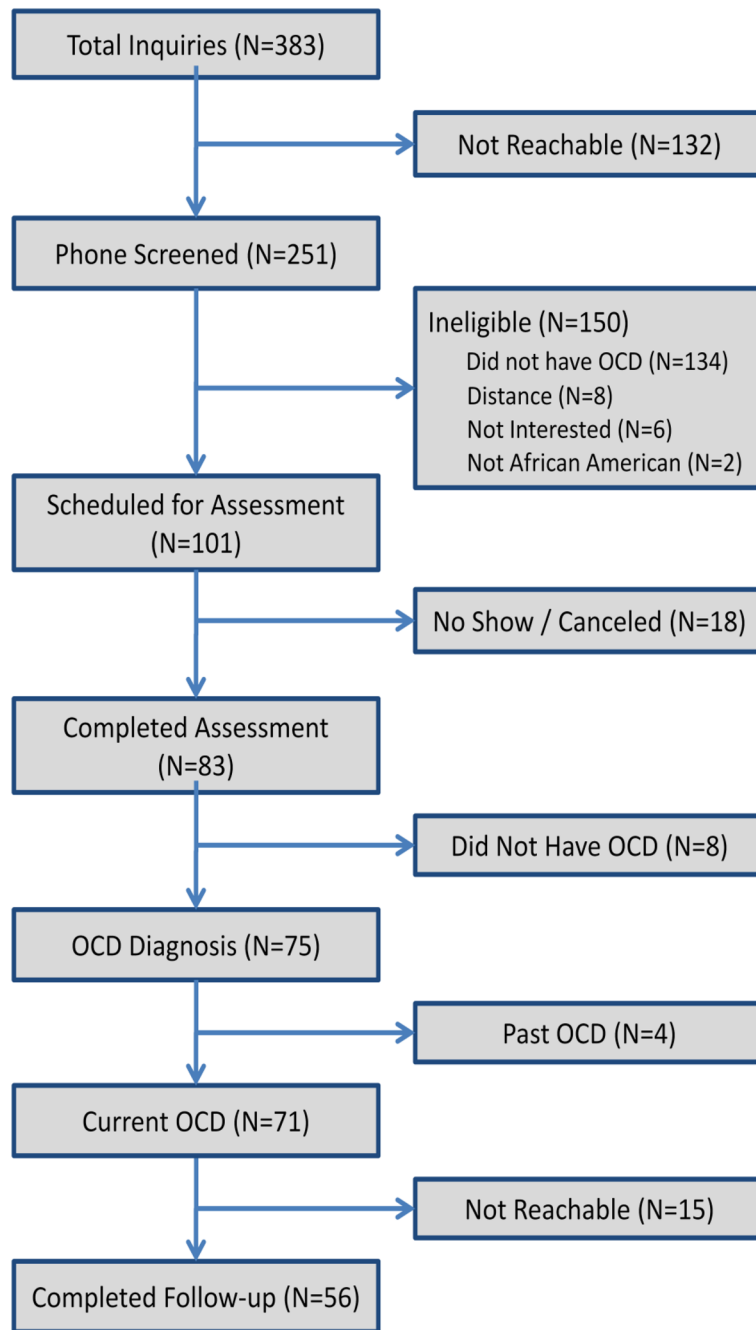 Total Inquiries (N=383)
Not Reachable (N=132)
Phone Screened (N=251)
Ineligible (N=150)
Did not have OCD (N=134)
Distance (N=8)
Not Interested (N=6)
Not African American (N=2)
Scheduled for Assessment
(N=101)
No Show / Canceled (N=18)
Completed Assessment
(N=83)
Did Not Have OCD (N=8)
OCD Diagnosis (N=75)
Past OCD (N=4)
Current OCD (N=71)
Not Reachable (N=15)
Completed Follow-up (N=56)